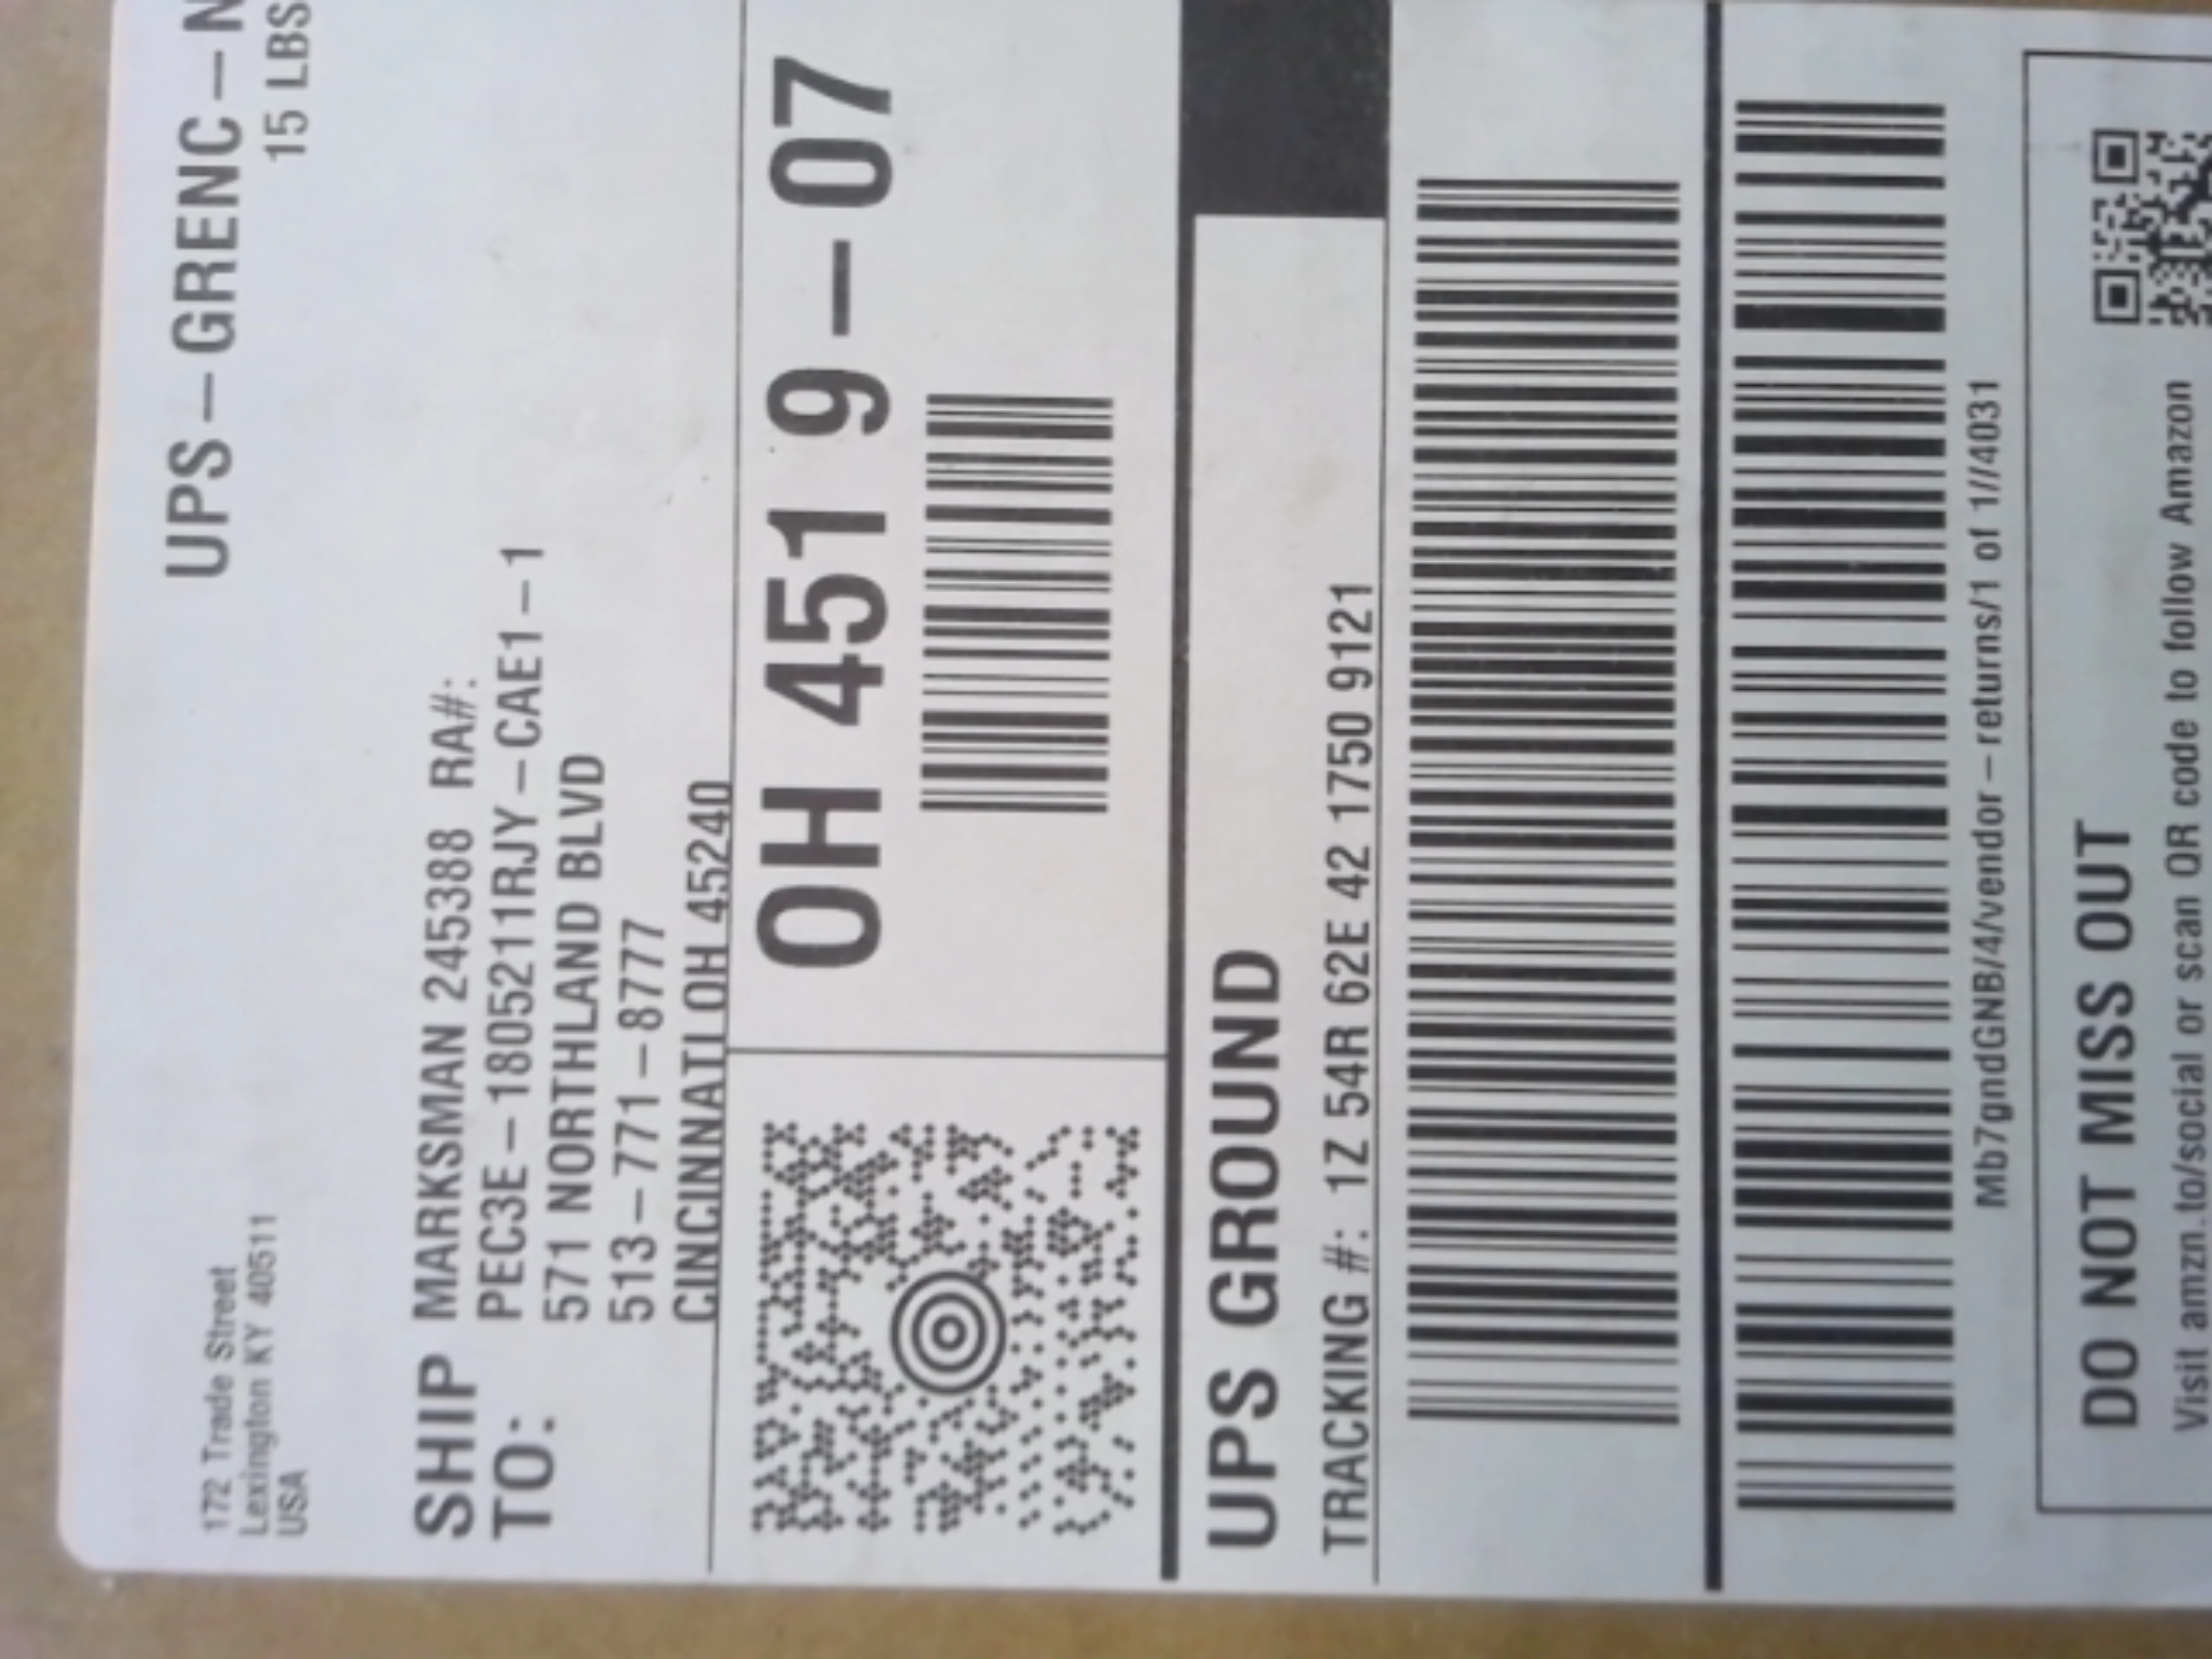 172 Trade Street
Lexington KY 40511
USA
UPS-GRENC-N
15 LBS
SHIP TO:
MARKSMAN 245388 RA#:
PEC3E-1805211RJY-CAE1-1
571 NORTHLAND BLVD
513-771-8777
CINCINNATI OH 45240
OH 451 9-07
UPS GROUND
TRACKING #: 1Z 54R 62E 42 1750 9121
Mb7gndGNB/4/vendor-returns/1 of 1//4031
DO NOT MISS OUT
Visit amzn.to/social or scan QR code to follow Amazon